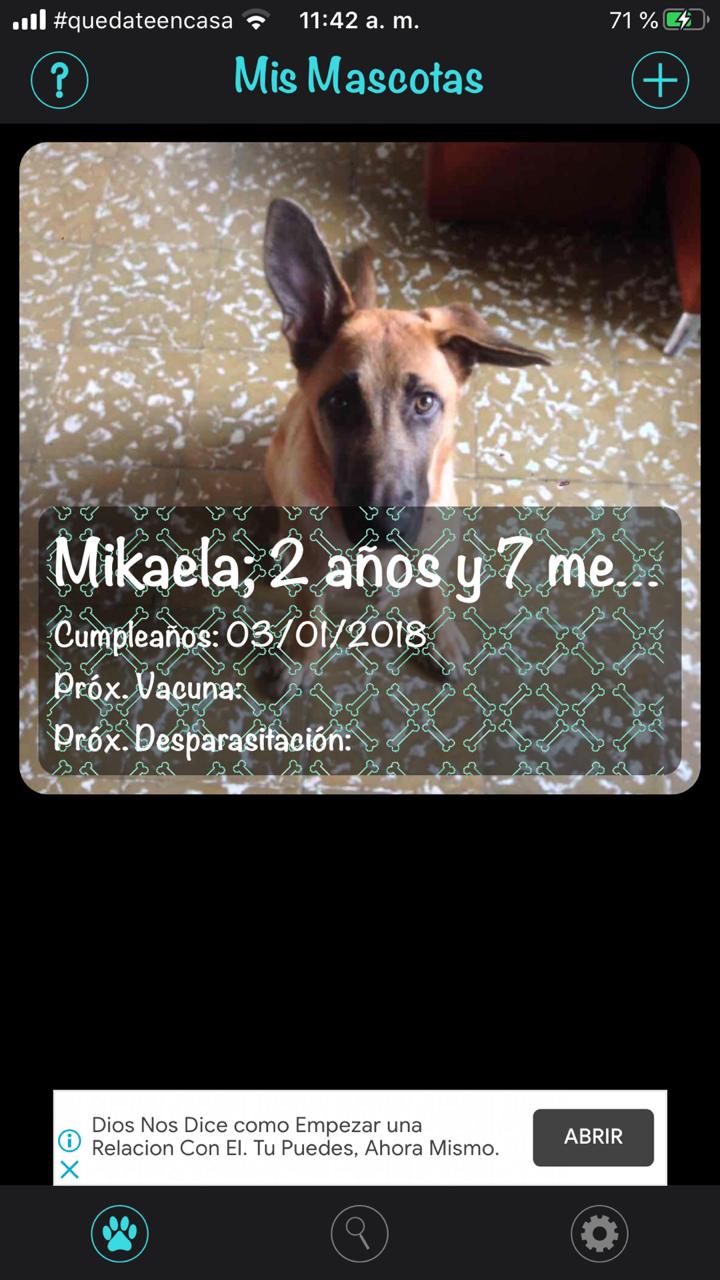 #quedateencasa 11:42 a. m. 71 %
?
Mis Mascotas
Mikaela; 2 años y 7 me...
Cumpleaños: 03/01/2018
Próx. Vacuna:
Próx. Desparasitación:
Dios Nos Dice como Empezar una
Relacion Con El. Tu Puedes, Ahora Mismo.
ABRIR